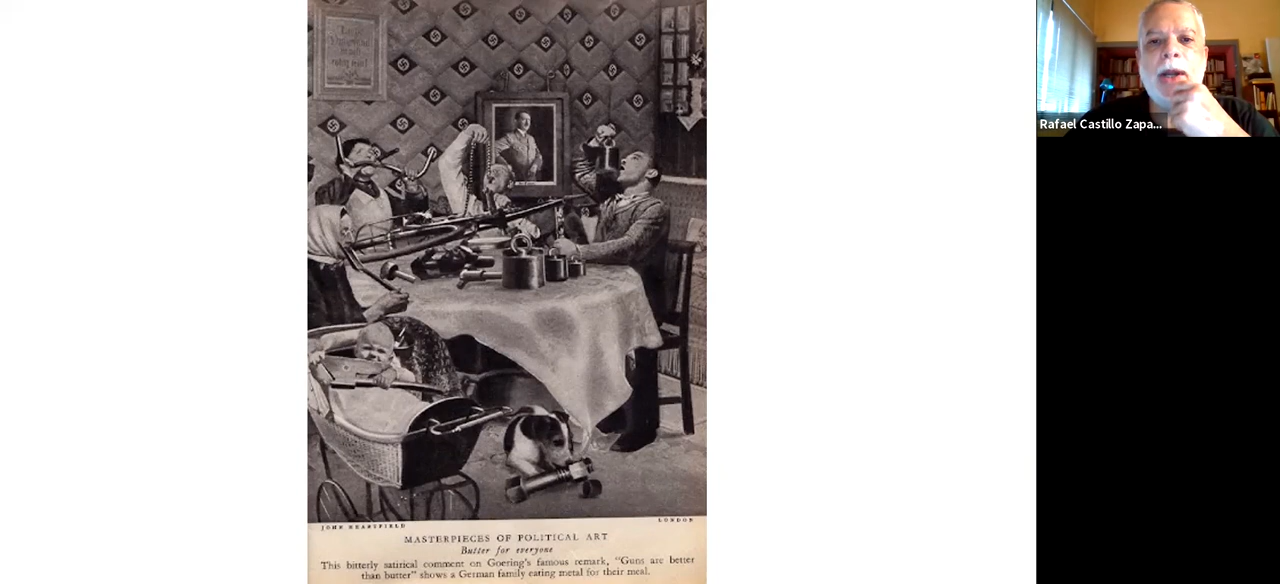 Rafael Castillo Zapa...
JOHN HEARTFIELD
LONDON
MASTERPIECES OF POLITICAL ART
Butter for everyone
This bitterly satirical comment on Goering's famous remark, "Guns are better
than butter" shows a German family eating metal for their meal.